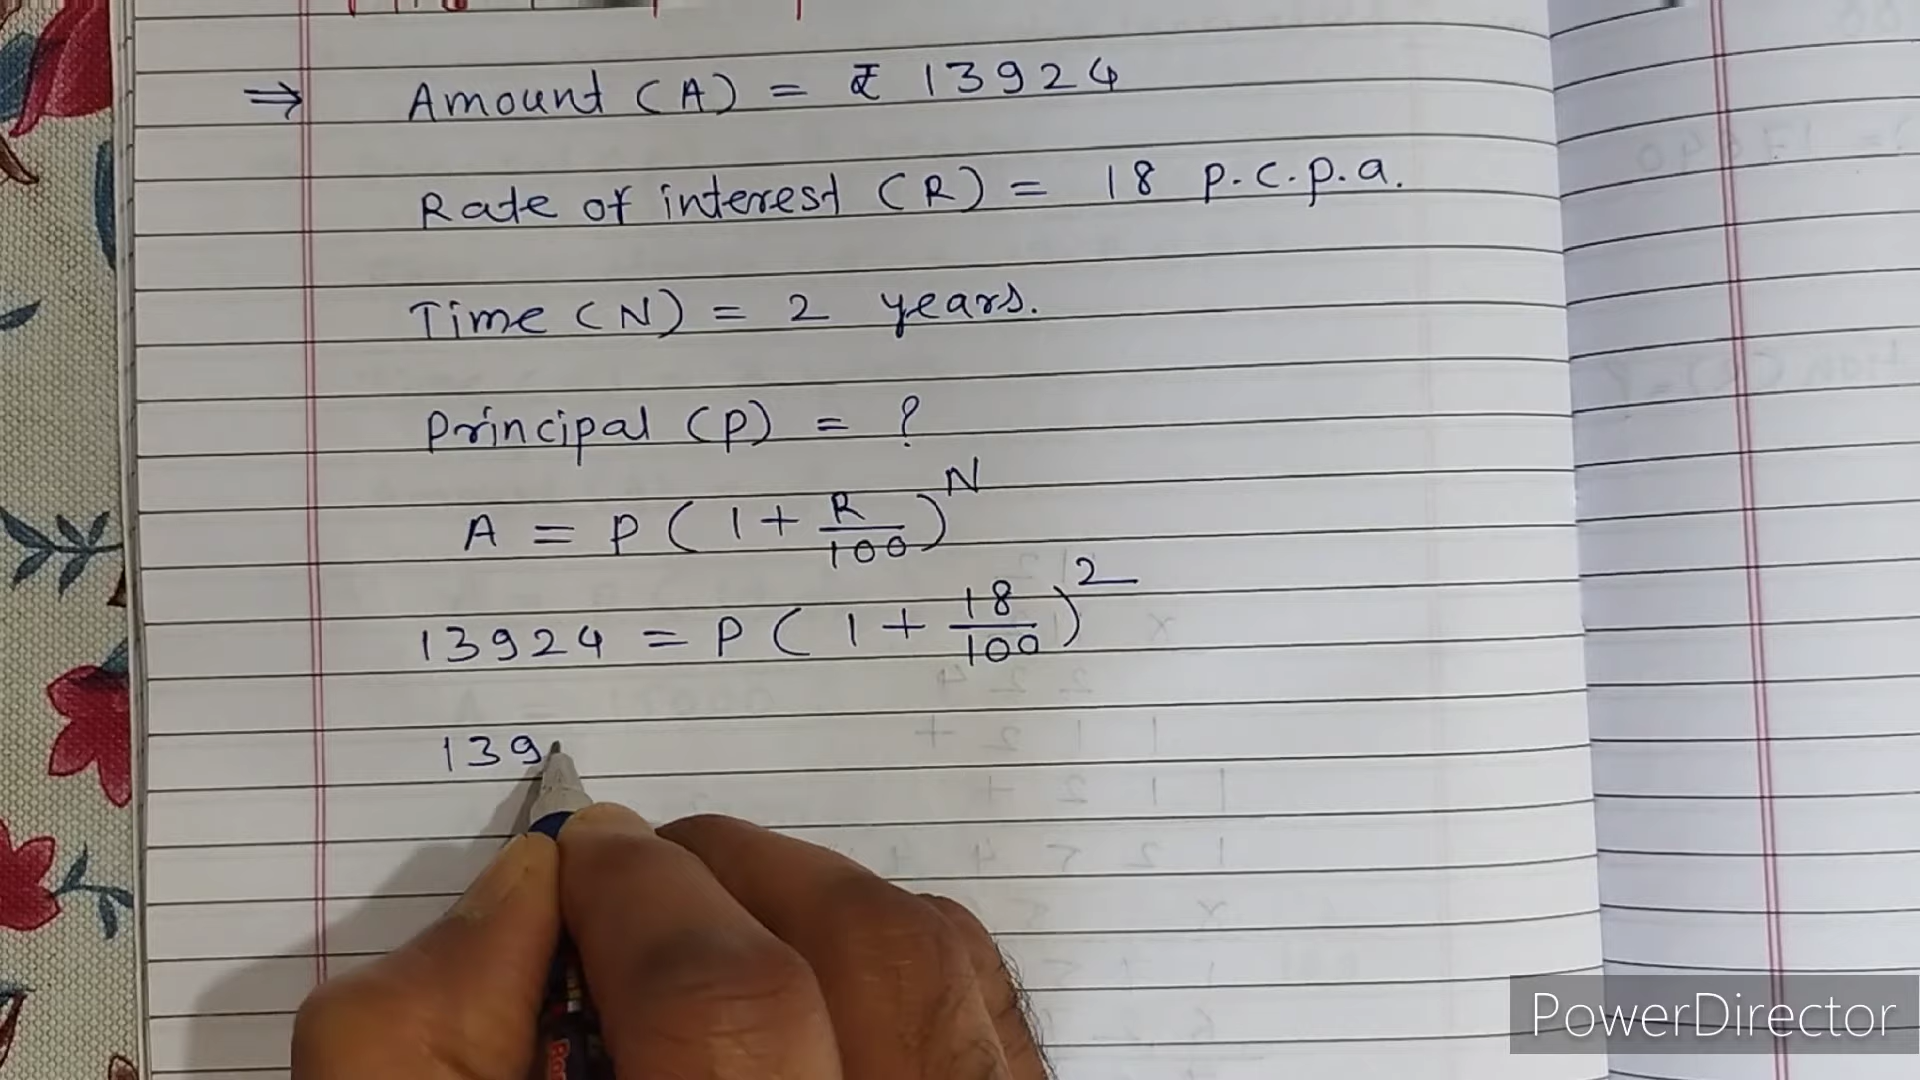 ⇒ Amount (A) = ₹ 13924
Rate of interest (R) = 18 p.c.p.a.
Time (N) = 2 years.
Principal (P) = ?
A = P ( 1 + R/100 )^N
13924 = P ( 1 + 18/100 )^2
139
PowerDirector